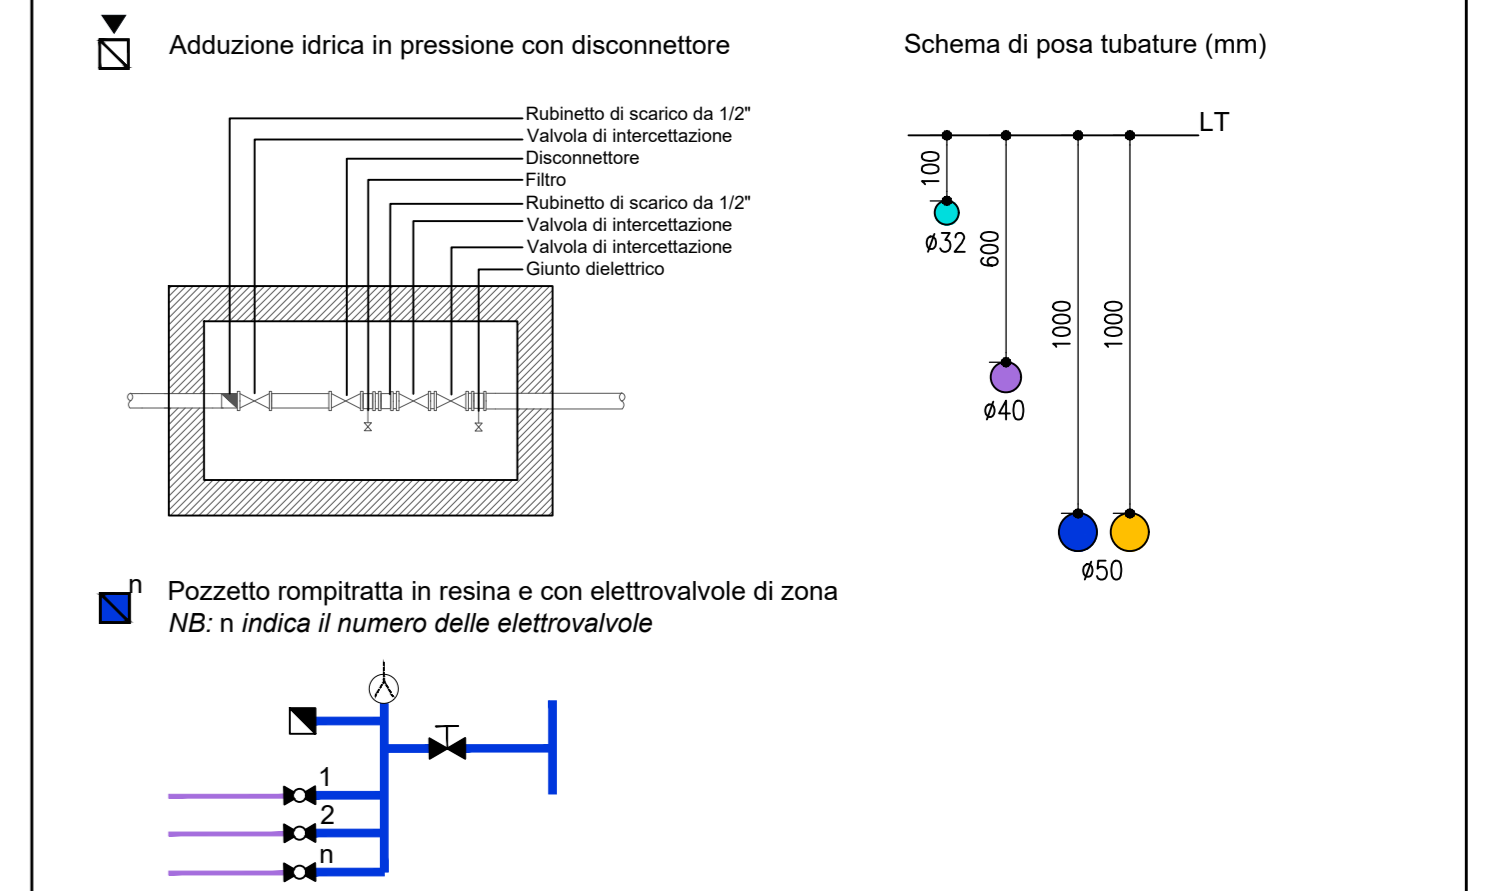 Adduzione idrica in pressione con disconnettore
Rubinetto di scarico da 1/2"
Valvola di intercettazione
Disconnettore
Filtro
Rubinetto di scarico da 1/2"
Valvola di intercettazione
Valvola di intercettazione
Giunto dielettrico
Schema di posa tubature (mm)
LT
100
ø32
600
ø40
1000
1000
ø50
n
Pozzetto rompitratta in resina e con elettrovalvole di zona
NB: n indica il numero delle elettrovalvole
1
2
n